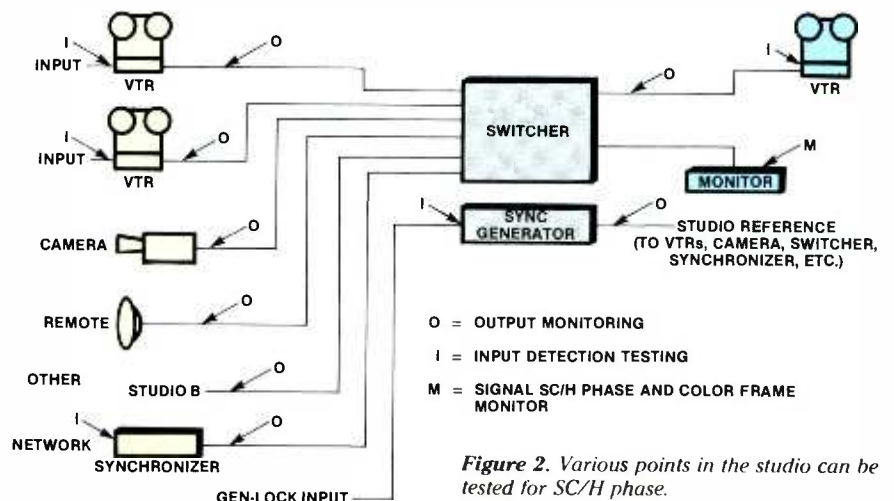 I
INPUT
VTR
O
I
INPUT
VTR
O
SWITCHER
O
I
VTR
M
MONITOR
CAMERA
O
I
SYNC
GENERATOR
O
STUDIO REFERENCE
(TO VTRs, CAMERA, SWITCHER,
SYNCHRONIZER, ETC.)
REMOTE
O
OTHER
STUDIO B
O
I
NETWORK
SYNCHRONIZER
O
GEN-LOCK INPUT
O = OUTPUT MONITORING
I = INPUT DETECTION TESTING
M = SIGNAL SC/H PHASE AND COLOR FRAME
MONITOR
Figure 2. Various points in the studio can be
tested for SC/H phase.